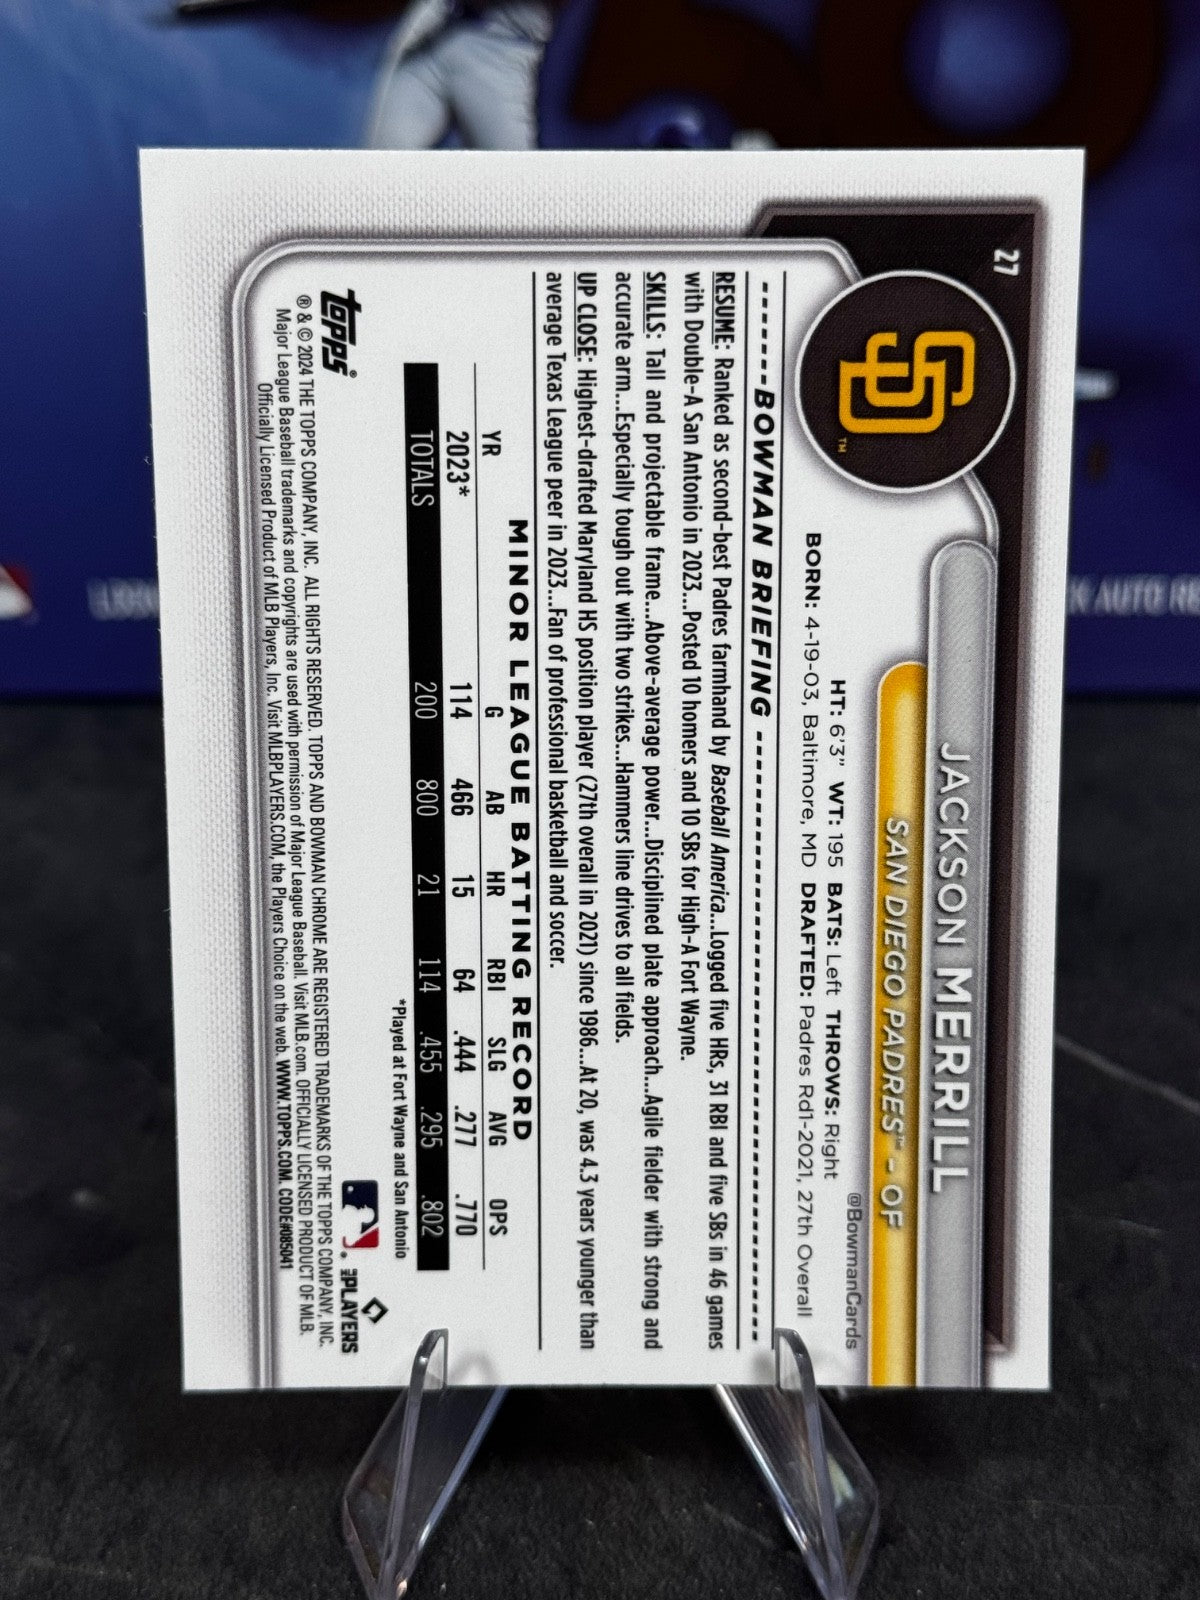 27
SD™
JACKSON MERRILL
SAN DIEGO PADRES™ - OF
@BowmanCards
HT: 6'3" WT: 195 BATS: Left THROWS: Right
BORN: 4-19-03, Baltimore, MD DRAFTED: Padres Rd1-2021, 27th Overall
BOWMAN BRIEFING
RESUME: Ranked as second-best Padres farmhand by Baseball America...Logged five HRs, 31 RBI and five SBs in 46 games
with Double-A San Antonio in 2023...Posted 10 homers and 10 SBs for High-A Fort Wayne.
SKILLS: Tall and projectable frame...Above-average power...Disciplined plate approach...Agile fielder with strong and
accurate arm...Especially tough out with two strikes...Hammers line drives to all fields.
UP CLOSE: Highest-drafted Maryland HS position player (27th overall in 2021) since 1986...At 20, was 4.3 years younger than
average Texas League peer in 2023...Fan of professional basketball and soccer.
MINOR LEAGUE BATTING RECORD
YR G AB HR RBI SLG AVG OPS
2023* 114 466 15 64 .444 .277 .770
TOTALS 200 800 21 114 .455 .295 .802
*Played at Fort Wayne and San Antonio
topps®
MLB PLAYERS
® & © 2024 THE TOPPS COMPANY, INC. ALL RIGHTS RESERVED. TOPPS AND BOWMAN CHROME ARE REGISTERED TRADEMARKS OF THE TOPPS COMPANY, INC.
Major League Baseball trademarks and copyrights are used with permission of Major League Baseball. Visit MLB.com. OFFICIALLY LICENSED PRODUCT OF MLB.
Officially Licensed Product of MLB Players, Inc. Visit MLBPLAYERS.COM, the Players Choice on the web. WWW.TOPPS.COM. CODE#085041
AUTO